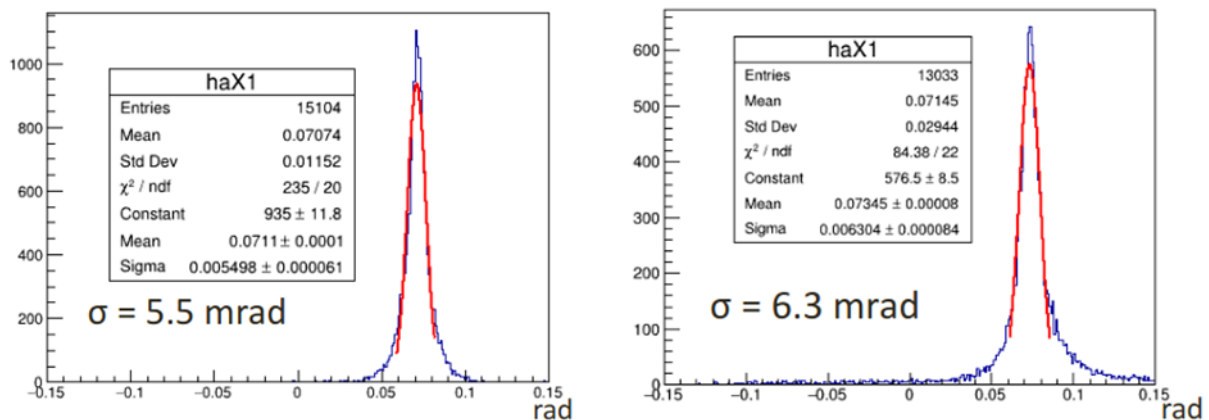 haX1
Entries 15104
Mean 0.07074
Std Dev 0.01152
χ² / ndf 235 / 20
Constant 935 ± 11.8
Mean 0.0711 ± 0.0001
Sigma 0.005498 ± 0.000061
σ = 5.5 mrad
1000
800
600
400
200
0
−0.15 −0.1 −0.05 0 0.05 0.1 0.15
rad
haX1
Entries 13033
Mean 0.07145
Std Dev 0.02944
χ² / ndf 84.38 / 22
Constant 576.5 ± 8.5
Mean 0.07345 ± 0.00008
Sigma 0.006304 ± 0.000084
σ = 6.3 mrad
600
500
400
300
200
100
0
−0.15 −0.1 −0.05 0 0.05 0.1 0.15
rad